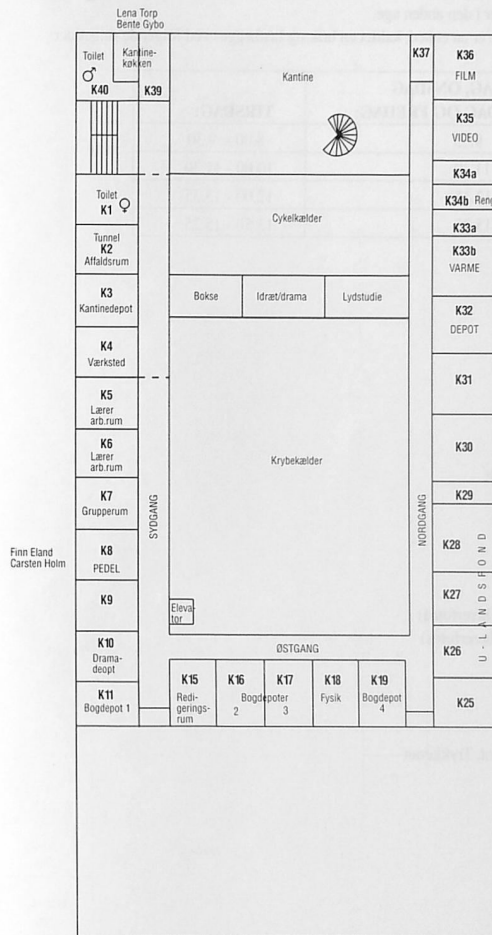 Lena Torp
Bente Gybo
Toilet
♂
K40
Kantine-
køkken
K39
Kantine
K37
K36
FILM
K35
VIDEO
K34a
K34b Reng
K33a
K33b
VARME
K32
DEPOT
K31
K30
K29
K28
K27
K26
K25
U-LANDSFOND
Toilet
K1 ♀
Tunnel
K2
Affaldsrum
K3
Kantinedepot
K4
Værksted
K5
Lærer
arb.rum
K6
Lærer
arb.rum
K7
Grupperum
K8
PEDEL
Finn Eland
Carsten Holm
K9
K10
Drama-
deopt
K11
Bogdepot 1
SYDGANG
Cykelkælder
Bokse
Idræt/drama
Lydstudie
Krybekælder
NORDGANG
Eleva-
tor
ØSTGANG
K15
Redi-
gerings-
rum
K16 K17
Bogdepoter
2 3
K18
Fysik
K19
Bogdepot
4